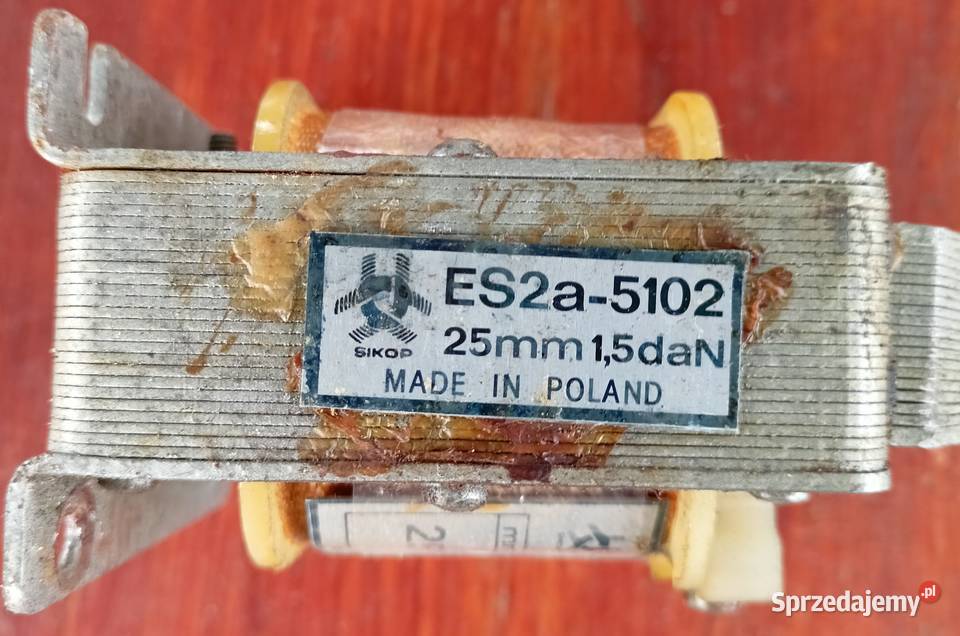 ES2a-5102
SIKOP
25mm 1,5daN
MADE IN POLAND
Sprzedajemy.pl